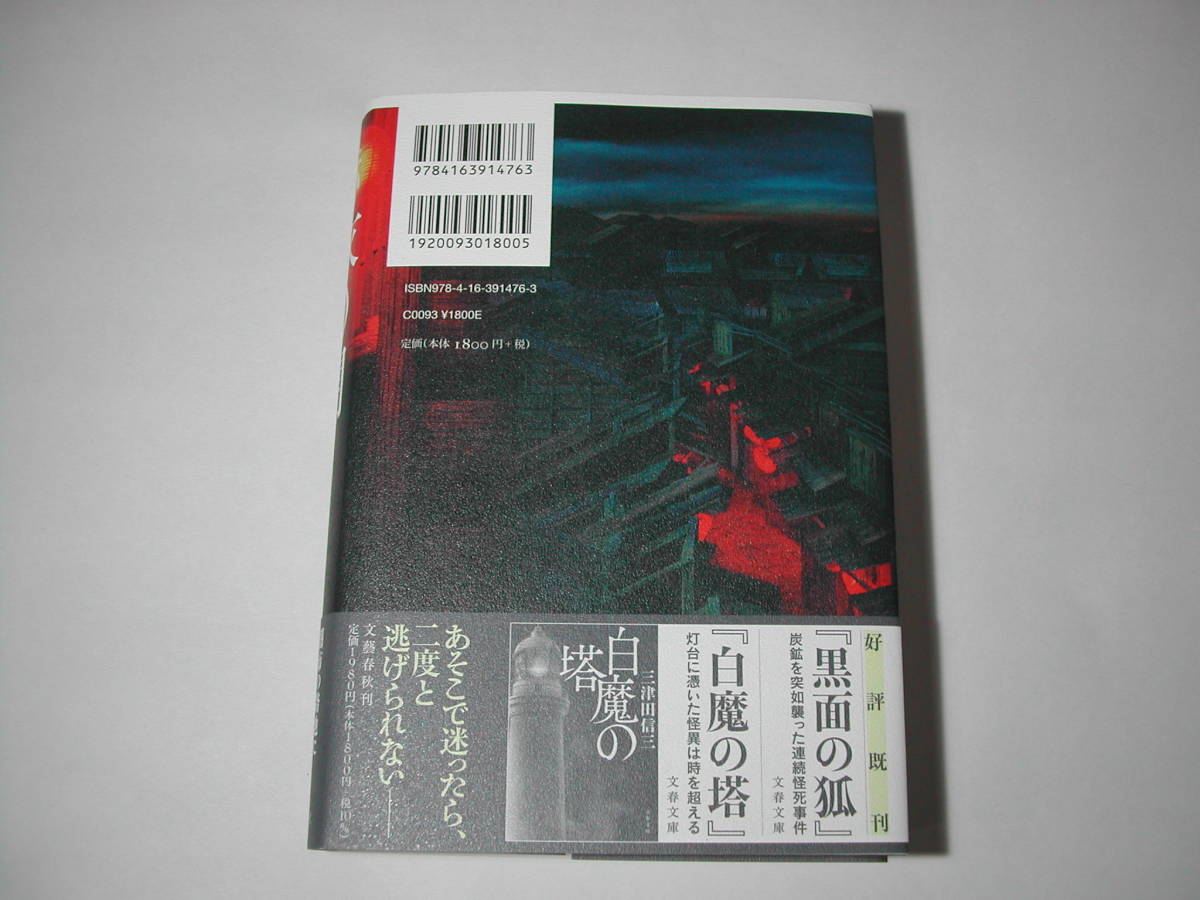 9784163914763
1920093018005
ISBN978-4-16-391476-3
C0093 ¥1800E
定価(本体 1800 円+税)
好評既刊
『黒面の狐』
炭鉱を突如襲った連続怪死事件
文春文庫
『白魔の塔』
灯台に憑いた怪異は時を超える
文春文庫
三津田信三
白魔の
塔
あそこで迷ったら、
二度と
逃げられない――
文藝春秋刊
定価1980円(本体1800円 税10%)